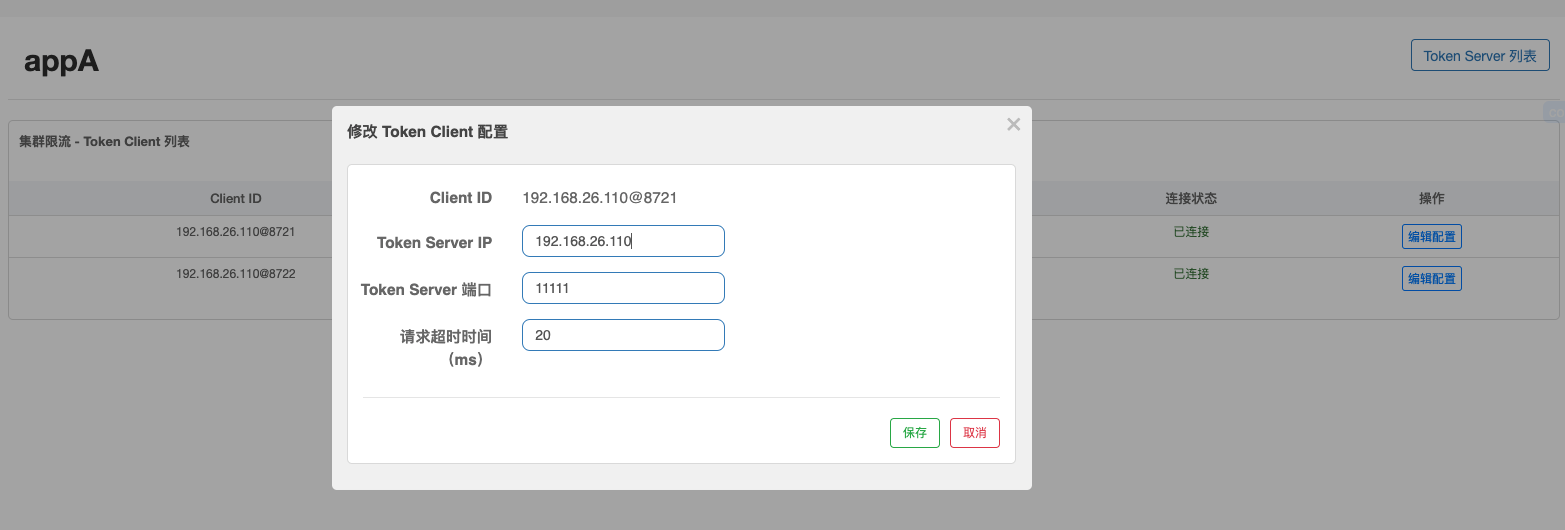 appA
Token Server 列表
修改 Token Client 配置
×
集群限流 - Token Client 列表
Client ID
连接状态
操作
192.168.26.110@8721
已连接
编辑配置
192.168.26.110@8722
已连接
编辑配置
Client ID
192.168.26.110@8721
Token Server IP
192.168.26.110
Token Server 端口
11111
请求超时时间
（ms）
20
保存
取消